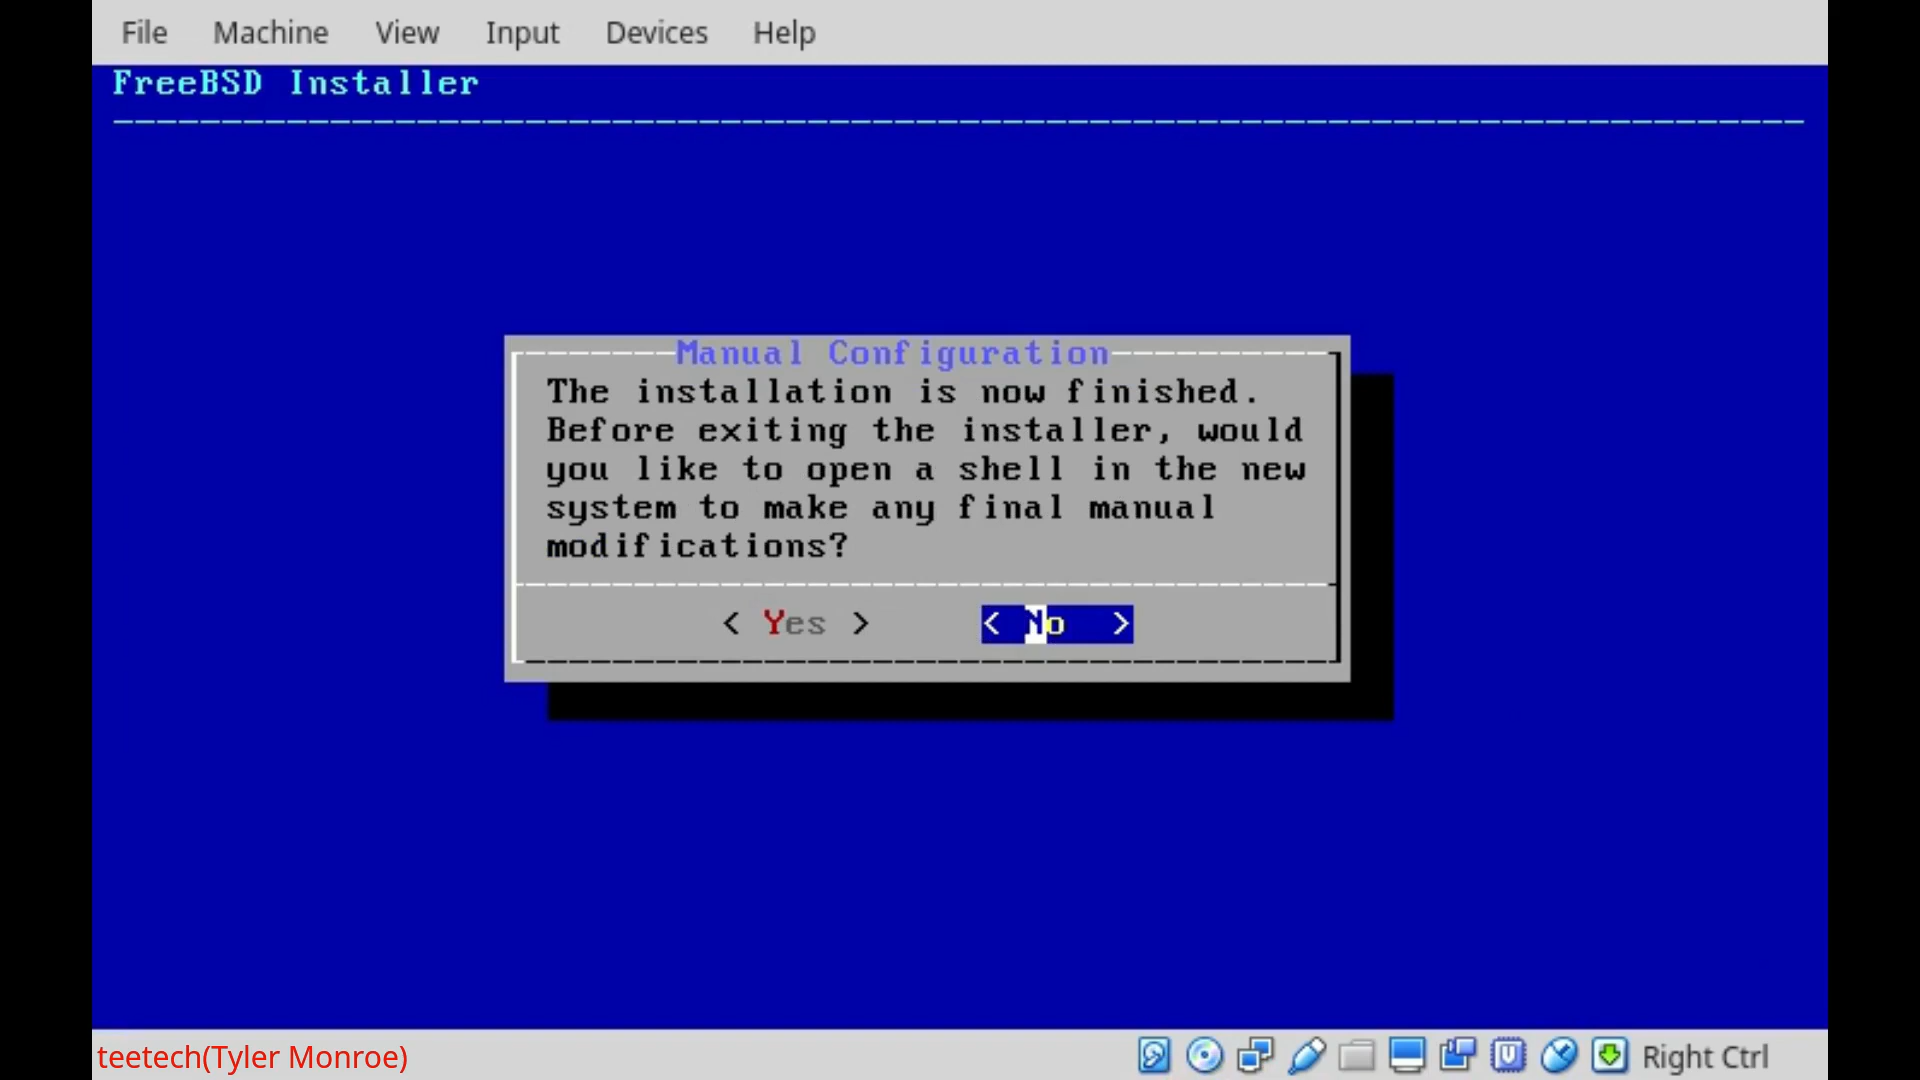 File Machine View Input Devices Help
FreeBSD Installer
Manual Configuration
The installation is now finished.
Before exiting the installer, would
you like to open a shell in the new
system to make any final manual
modifications?
< Yes > < No >
teetech(Tyler Monroe) Right Ctrl